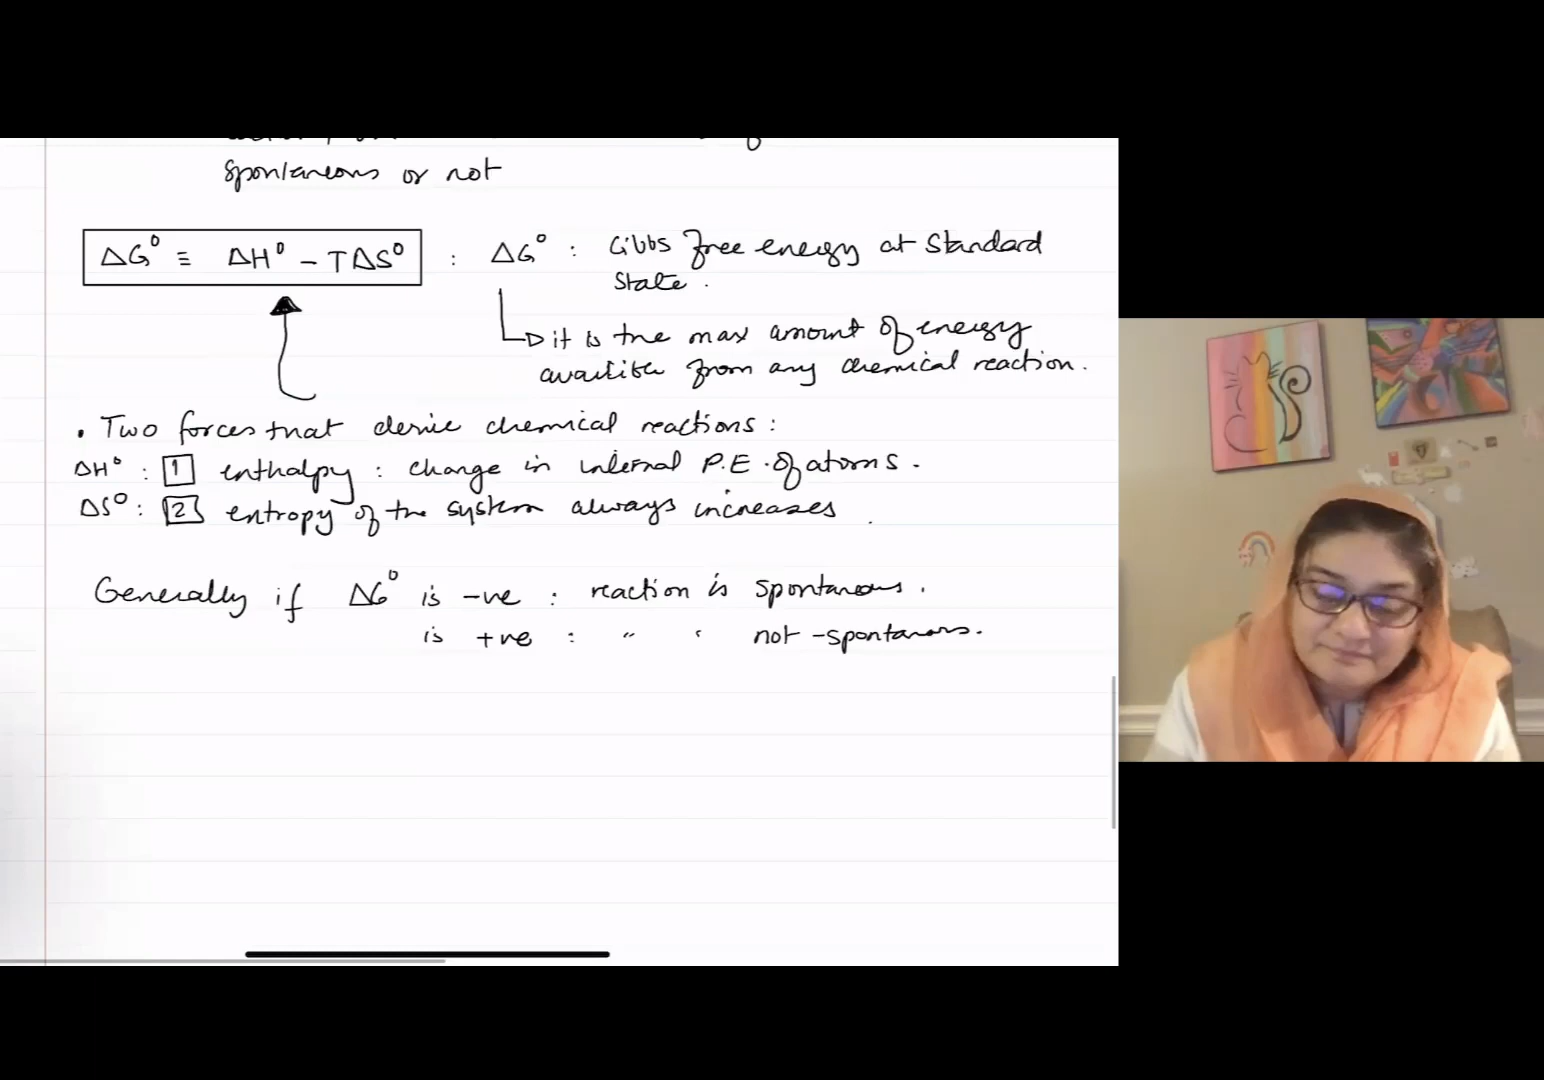 spontaneous or not
ΔG° ≡ ΔH° - TΔS° : ΔG° : Gibbs free energy at standard
state.
it is the max amount of energy
from any chemical reaction.
• Two forces that chemical reactions:
ΔH° : 1 enthalpy : change in internal P.E. of atoms.
ΔS° : 2 entropy of the system always increases.
Generally if ΔG° is -ve : reaction is spontaneous.
is +ve : " " not-spontaneous.